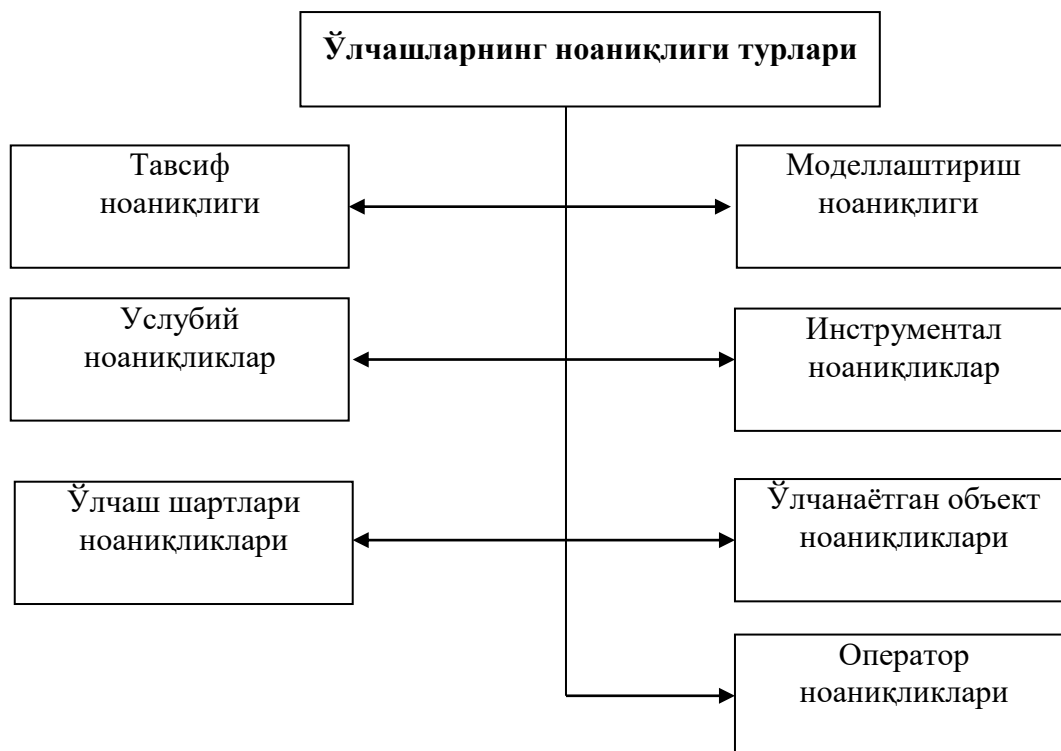 Ўлчашларнинг ноаниқлиги турлари
Тавсиф
ноаниқлиги
Моделлаштириш
ноаниқлиги
Услубий
ноаниқликлар
Инструментал
ноаниқликлар
Ўлчаш шартлари
ноаниқликлари
Ўлчанаётган объект
ноаниқликлари
Оператор
ноаниқликлари